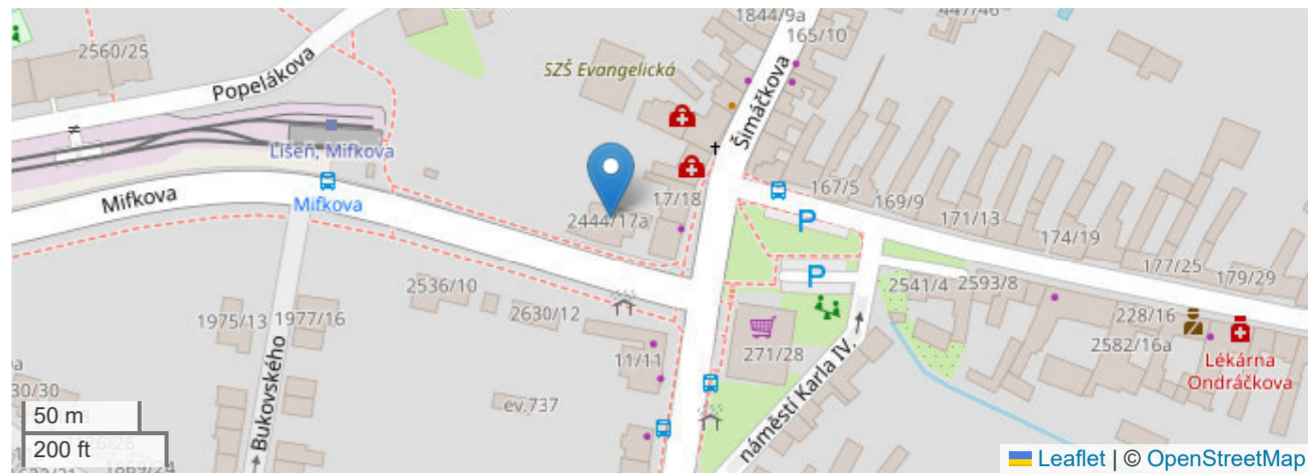 1844/9a
447/46
165/10
2560/25
Popelákova
SZŠ Evangelická
Šimáčkova
Líšeň, Mifkova
Mifkova
Mifkova
2444/17a
17/18
167/5
169/9
171/13
174/19
177/25
179/29
P
P
2536/10
2630/12
2541/4
2593/8
228/16
2582/16a
1975/13
1977/16
11/11
271/28
Lékárna
Ondráčkova
Bukovského
ev.737
náměstí Karla IV.
50 m
200 ft
Leaflet | © OpenStreetMap